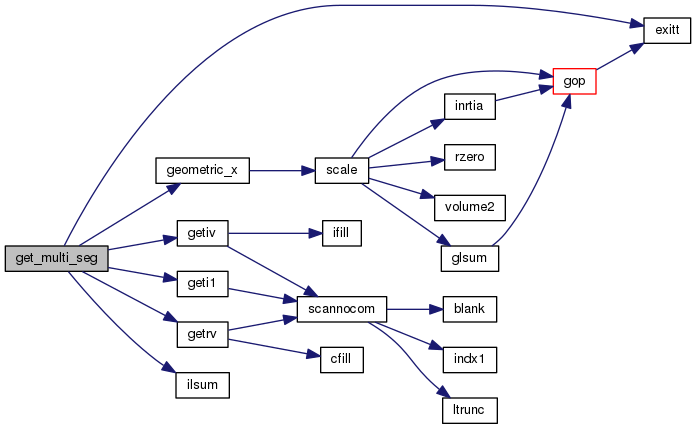 exitt
gop
inrtia
rzero
geometric_x
scale
volume2
getiv
ifill
get_multi_seg
glsum
geti1
scannocom
blank
getrv
cfill
indx1
ilsum
ltrunc